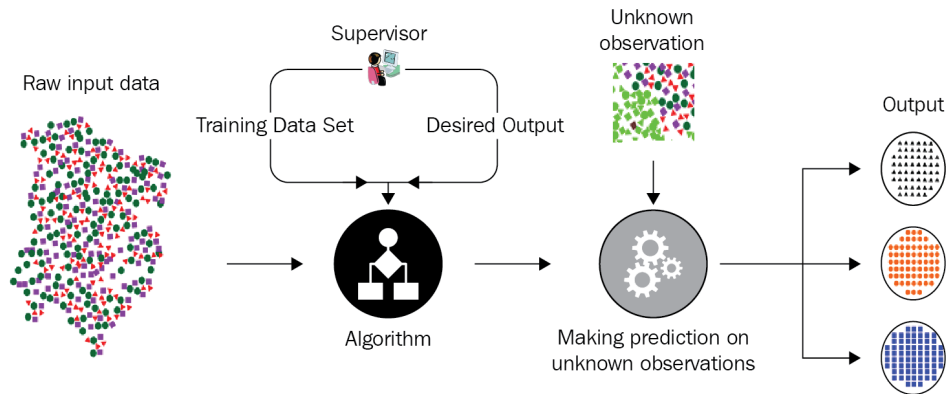 Raw input data
Supervisor
Training Data Set
Desired Output
Algorithm
Unknown
observation
Making prediction on
unknown observations
Output